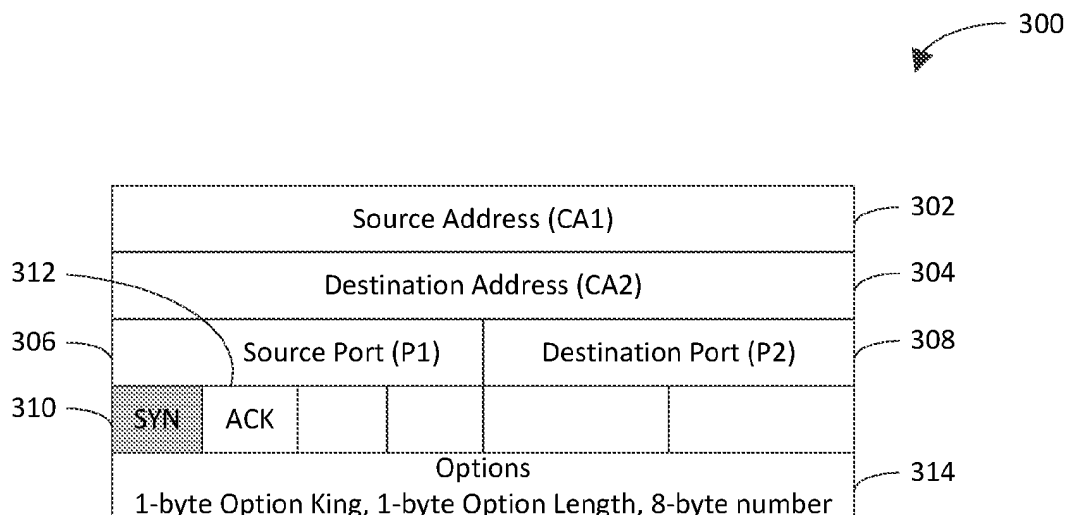 300
Source Address (CA1)
302
312
Destination Address (CA2)
304
306
Source Port (P1)
Destination Port (P2)
308
310
SYN
ACK
Options
314
1-byte Option King, 1-byte Option Length, 8-byte number